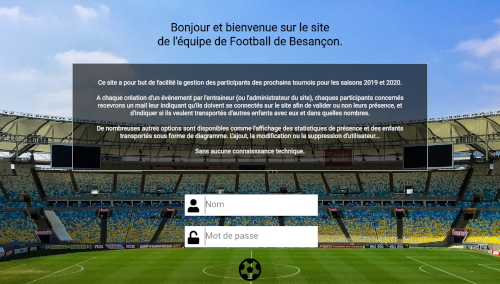 Bonjour et bienvenue sur le site
de l'équipe de Football de Besançon.
Ce site a pour but de facilité la gestion des participants des prochains tournois pour les saisons 2019 et 2020.
A chaque création d'un événement par l'entraineur (ou l'administrateur du site), chaques participants concernés
recevrons un mail leur indiquant qu'ils doivent se connectés sur le site afin de valider ou non leurs présence, et
d'indiquer si ils veulent transportés d'autres enfants avec eux et dans quelles nombres.
De nombreuses autres options sont disponibles comme l'affichage des statistiques de présence et des enfants
transportés sous forme de diagramme. L'ajout, la modification ou la suppression d'utilisateur...
Sans aucune connaisssance technique.
Nom
Mot de passe